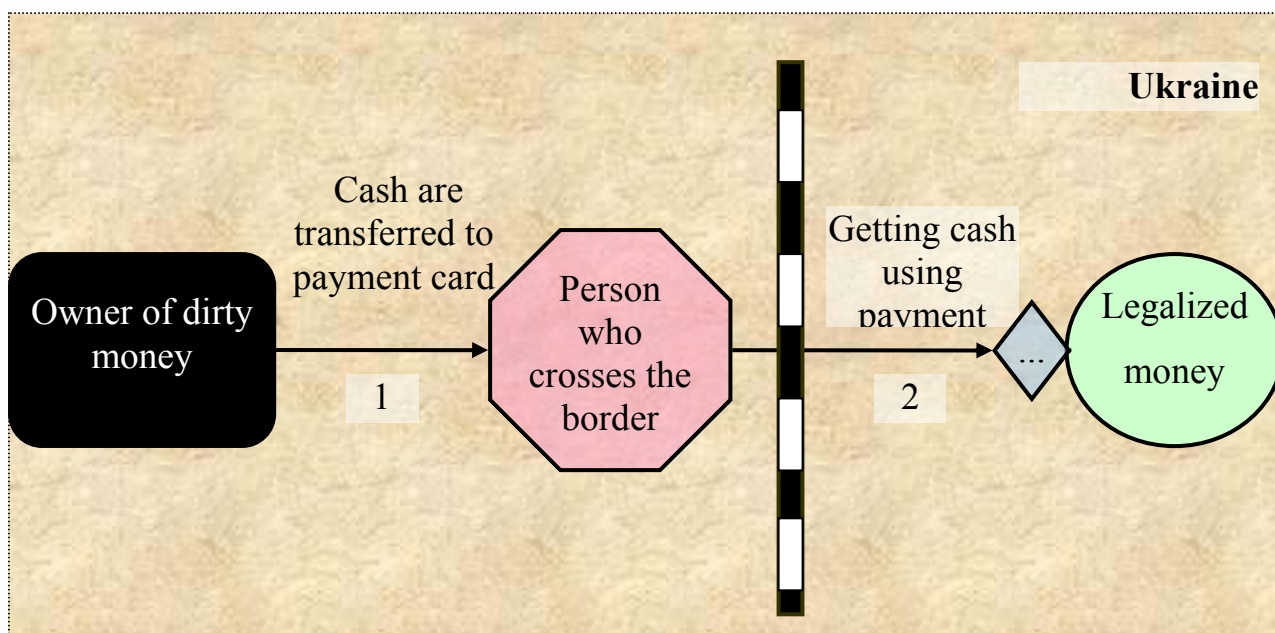 Ukraine
Cash are
transferred to
payment card
Owner of dirty
money
1
Person
who
crosses the
border
Getting cash
using
payment
2
...
Legalized
money